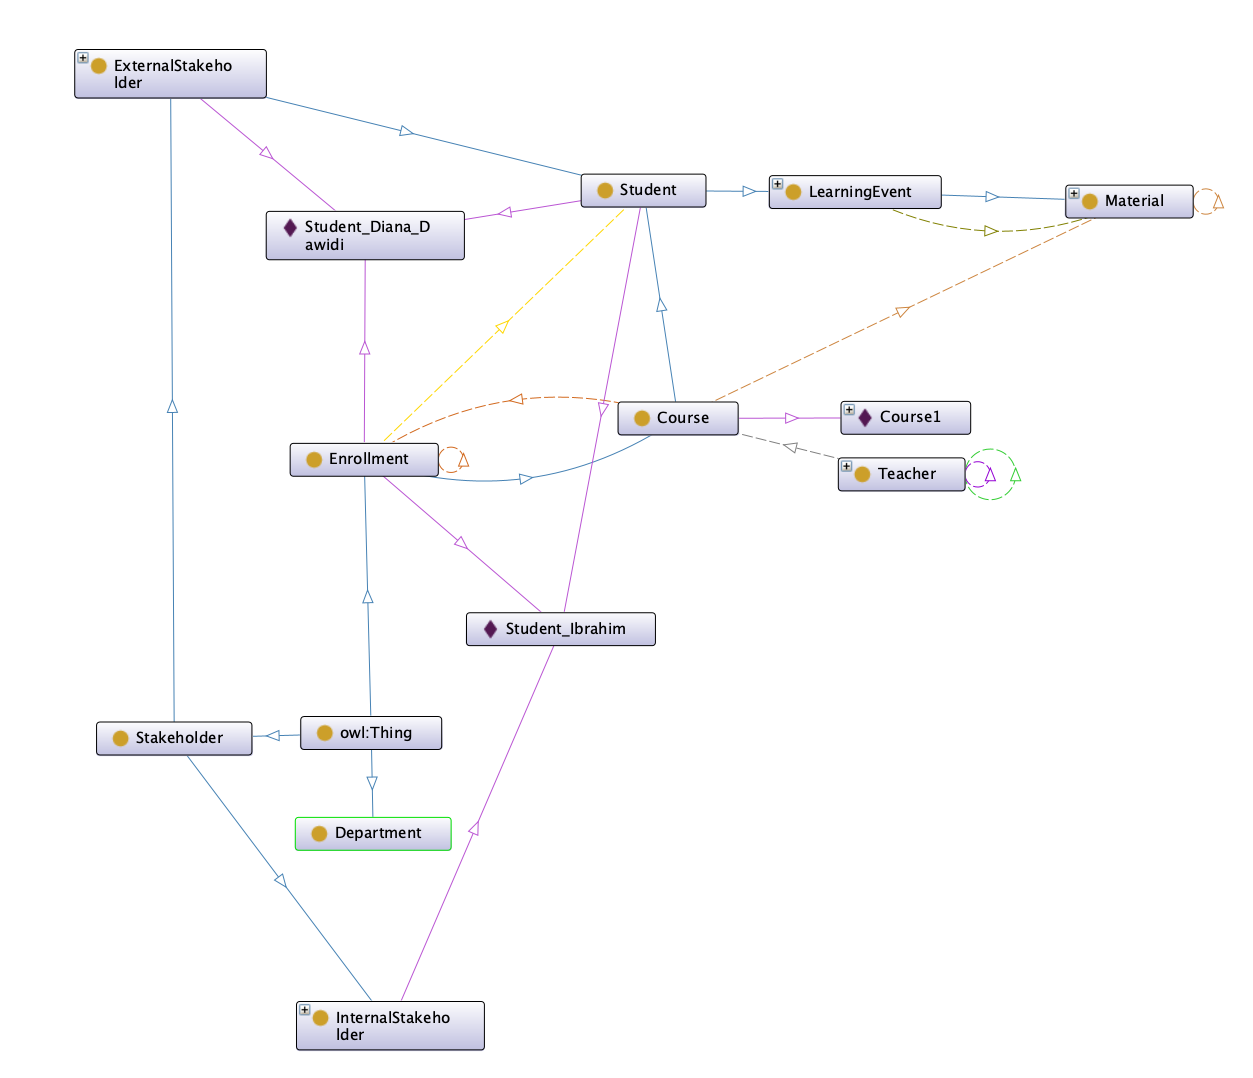 ExternalStakeho
lder
Student
LearningEvent
Material
Student_Diana_D
awidi
Course
Course1
Enrollment
Teacher
Student_Ibrahim
Stakeholder
owl:Thing
Department
InternalStakeho
lder